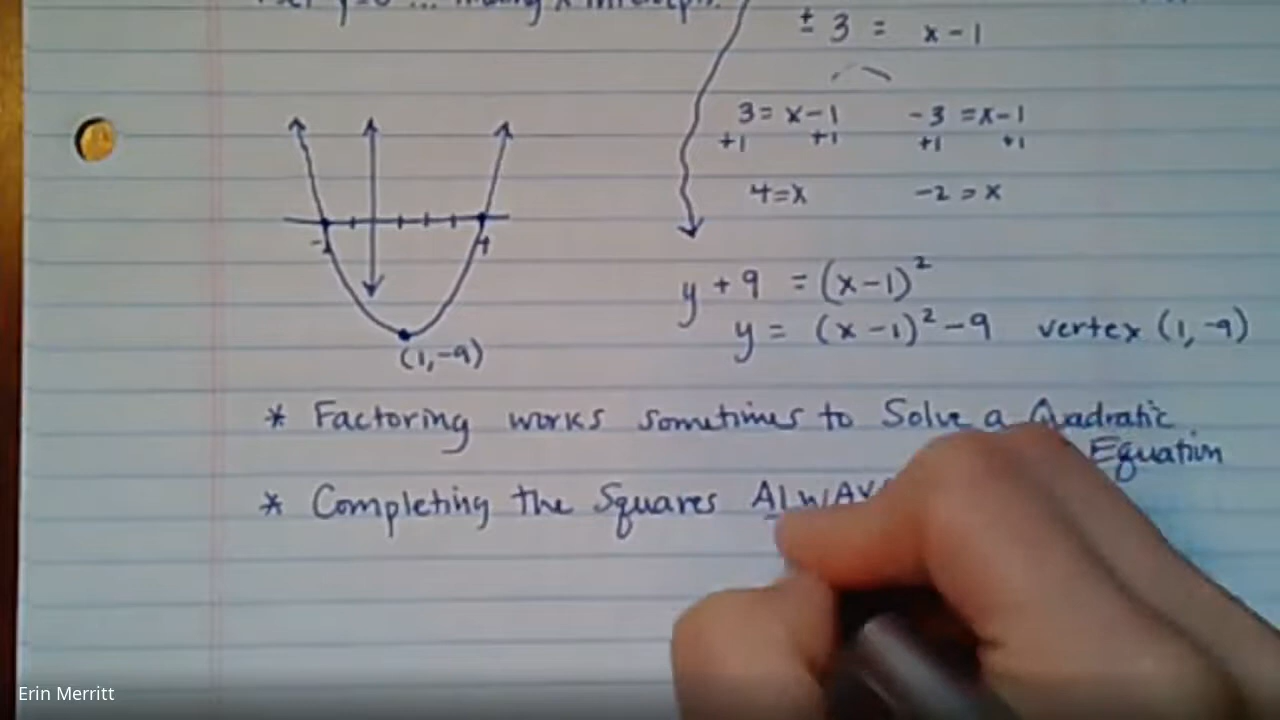 ± 3 = x - 1
3 = x - 1 -3 = x - 1
+1 +1 +1 +1
4 = x -2 = x
-2 4
y + 9 = (x - 1)²
y = (x - 1)² - 9 vertex (1, -9)
(1, -9)
* Factoring works sometimes to Solve a Quadratic
Equation
* Completing the Squares ALWAYS
Erin Merritt